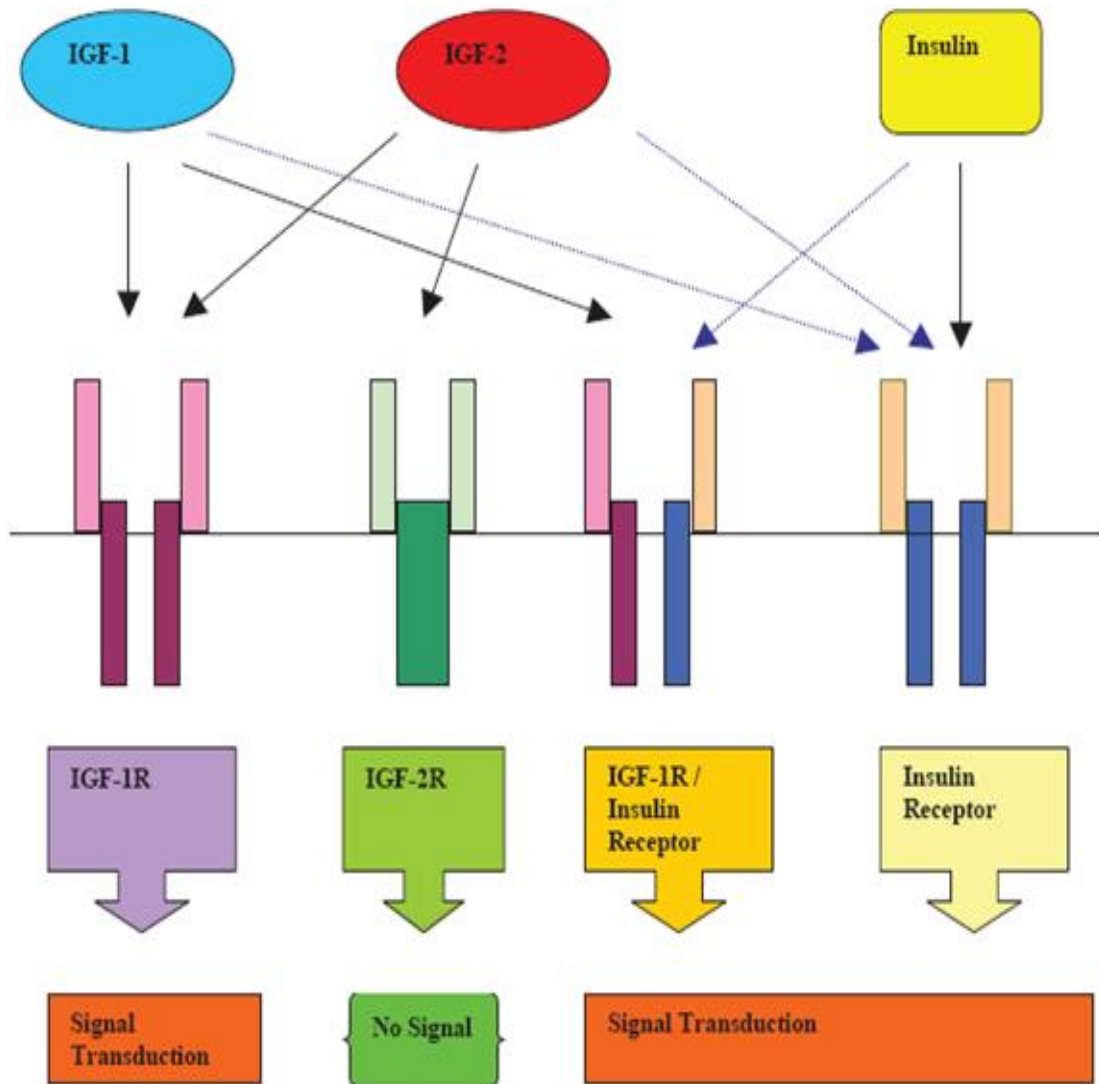 IGF-1
IGF-2
Insulin
IGF-1R
IGF-2R
IGF-1R /
Insulin
Receptor
Insulin
Receptor
Signal
Transduction
No Signal
Signal Transduction